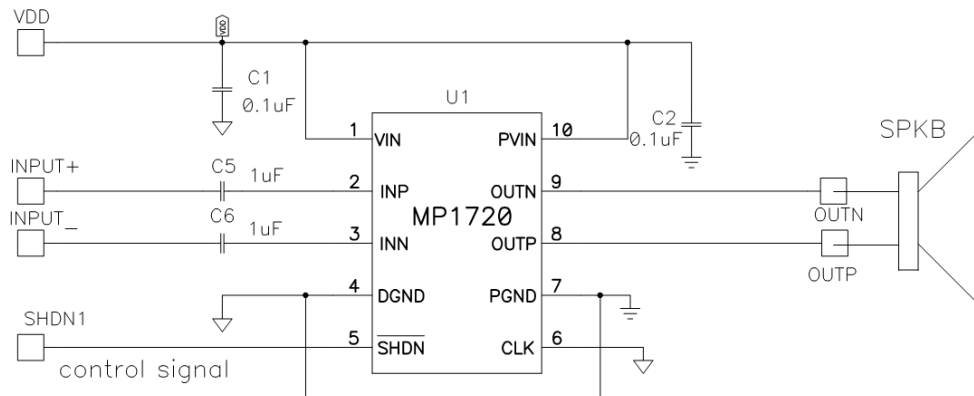 VDD
VDD
C1
0.1uF
U1
C2
0.1uF
SPKB
1 VIN
PVIN 10
INPUT+
C5
1uF
2 INP
OUTN 9
OUTN
INPUT_
C6
1uF
3 INN
MP1720
OUTP 8
OUTP
4 DGND
PGND 7
SHDN1
5 SHDN
CLK 6
control signal